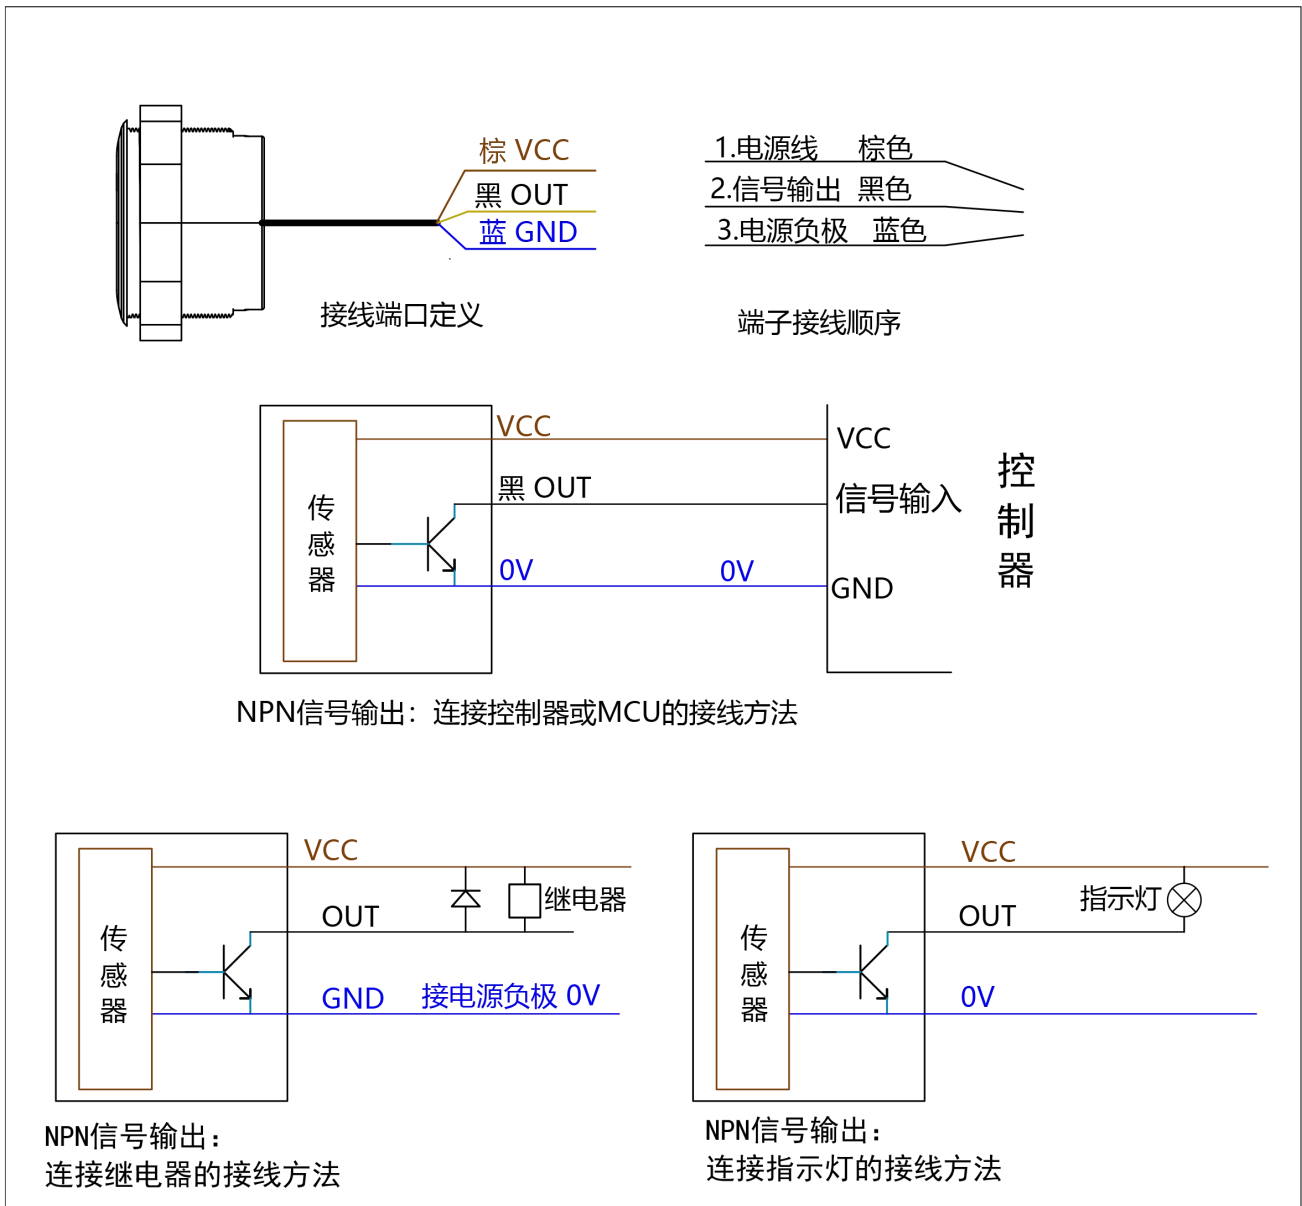 棕 VCC
黑 OUT
蓝 GND
接线端口定义
1.电源线 棕色
2.信号输出 黑色
3.电源负极 蓝色
端子接线顺序
传感器
VCC
黑 OUT
0V
0V
VCC
信号输入
GND
控制器
NPN信号输出：连接控制器或MCU的接线方法
传感器
VCC
OUT
继电器
GND
接电源负极 0V
NPN信号输出：
连接继电器的接线方法
传感器
VCC
指示灯
OUT
0V
NPN信号输出：
连接指示灯的接线方法